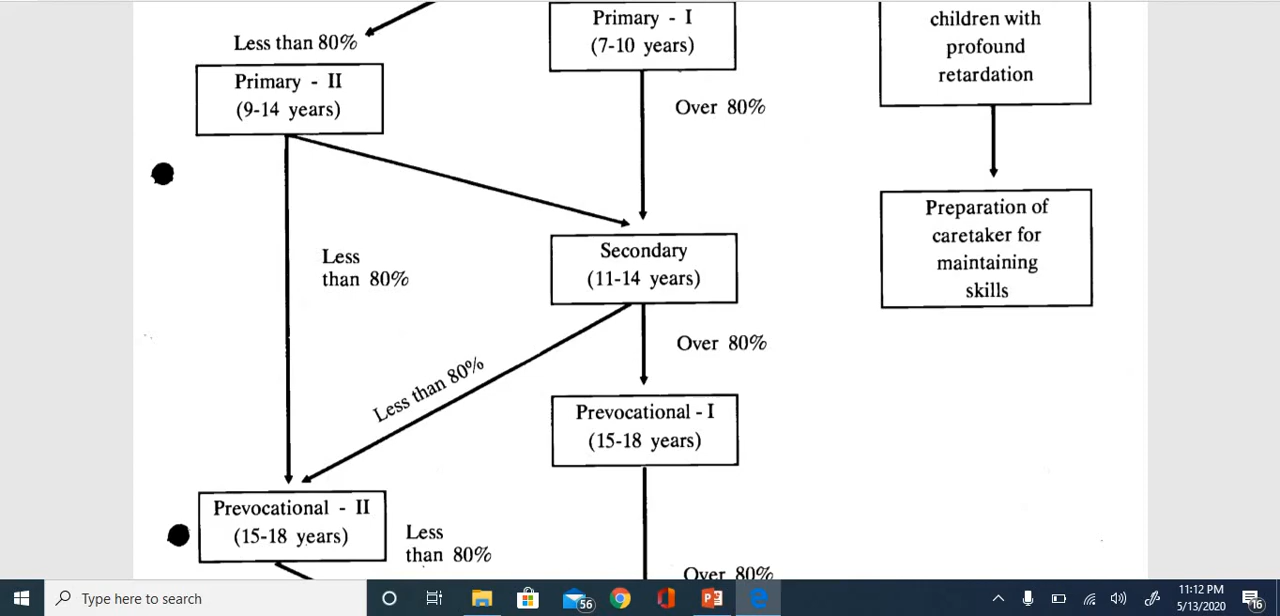 Less than 80%
Primary - I
(7-10 years)
children with
profound
retardation
Primary - II
(9-14 years)
Over 80%
Less
than 80%
Secondary
(11-14 years)
Preparation of
caretaker for
maintaining
skills
Less than 80%
Over 80%
Prevocational - I
(15-18 years)
Prevocational - II
(15-18 years)
Less
than 80%
Over 80%
Type here to search
56
11:12 PM
5/13/2020
16